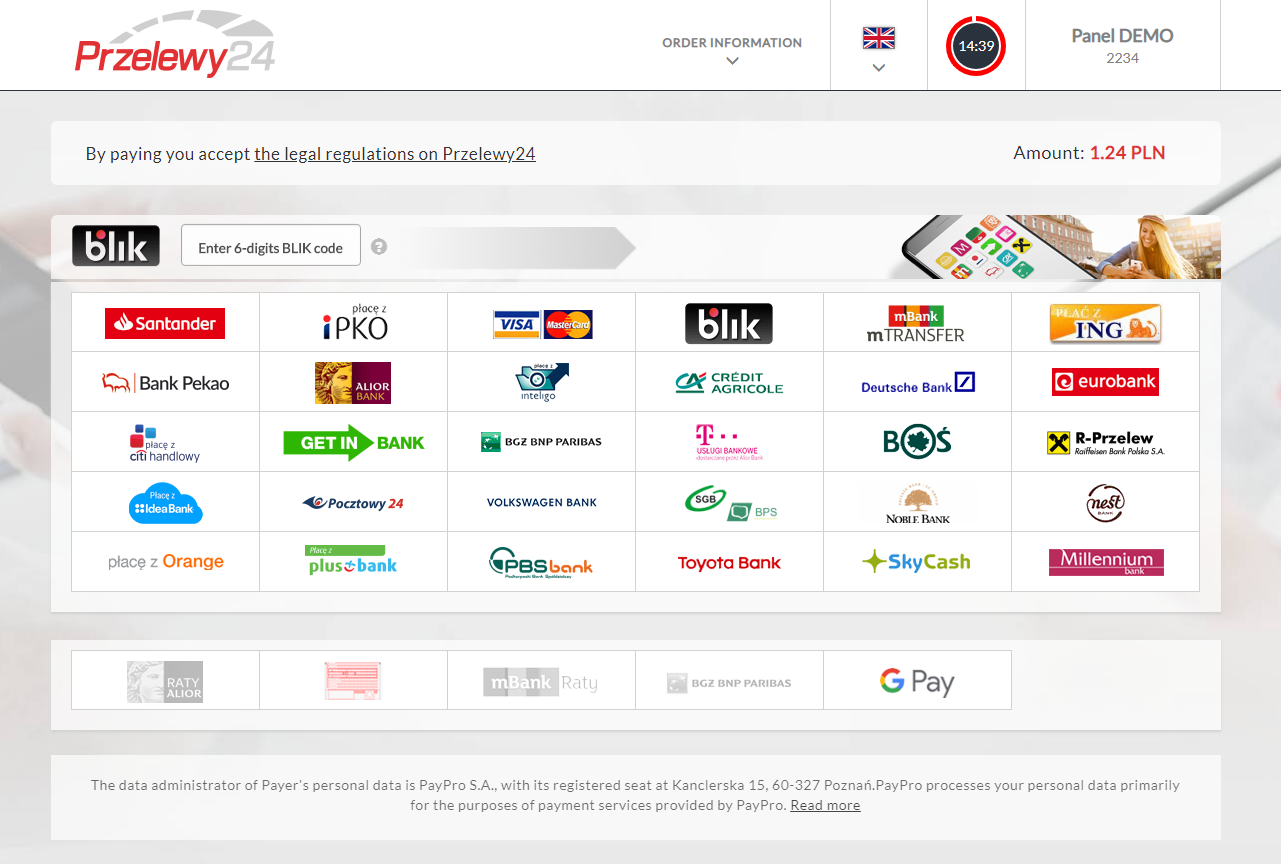 Przelewy24
ORDER INFORMATION
14:39
Panel DEMO
2234
By paying you accept the legal regulations on Przelewy24
Amount: 1.24 PLN
blik
Enter 6-digits BLIK code
?
Santander
płacę z
iPKO
VISA MasterCard
blik
mBank
mTRANSFER
PŁAĆ Z
ING
Bank Pekao
ALIOR
BANK
płacę z
inteligo
CRÉDIT
AGRICOLE
Deutsche Bank
eurobank
płacę z
citi handlowy
GET IN BANK
BGŻ BNP PARIBAS
T
USŁUGI BANKOWE
dostarczane przez Alior Bank
BOŚ
R-Przelew
Raiffeisen Bank Polska S.A.
Płacę z
IdeaBank
Pocztowy 24
VOLKSWAGEN BANK
SGB
BPS
NOBLE BANK
nest
BANK
płacę z Orange
Płacę z
plus bank
PBSbank
Podkarpacki Bank Spółdzielczy
Toyota Bank
SkyCash
Millennium
bank
RATY
ALIOR
mBank Raty
BGŻ BNP PARIBAS
G Pay
The data administrator of Payer's personal data is PayPro S.A., with its registered seat at Kanclerska 15, 60-327 Poznań.PayPro processes your personal data primarily
for the purposes of payment services provided by PayPro. Read more